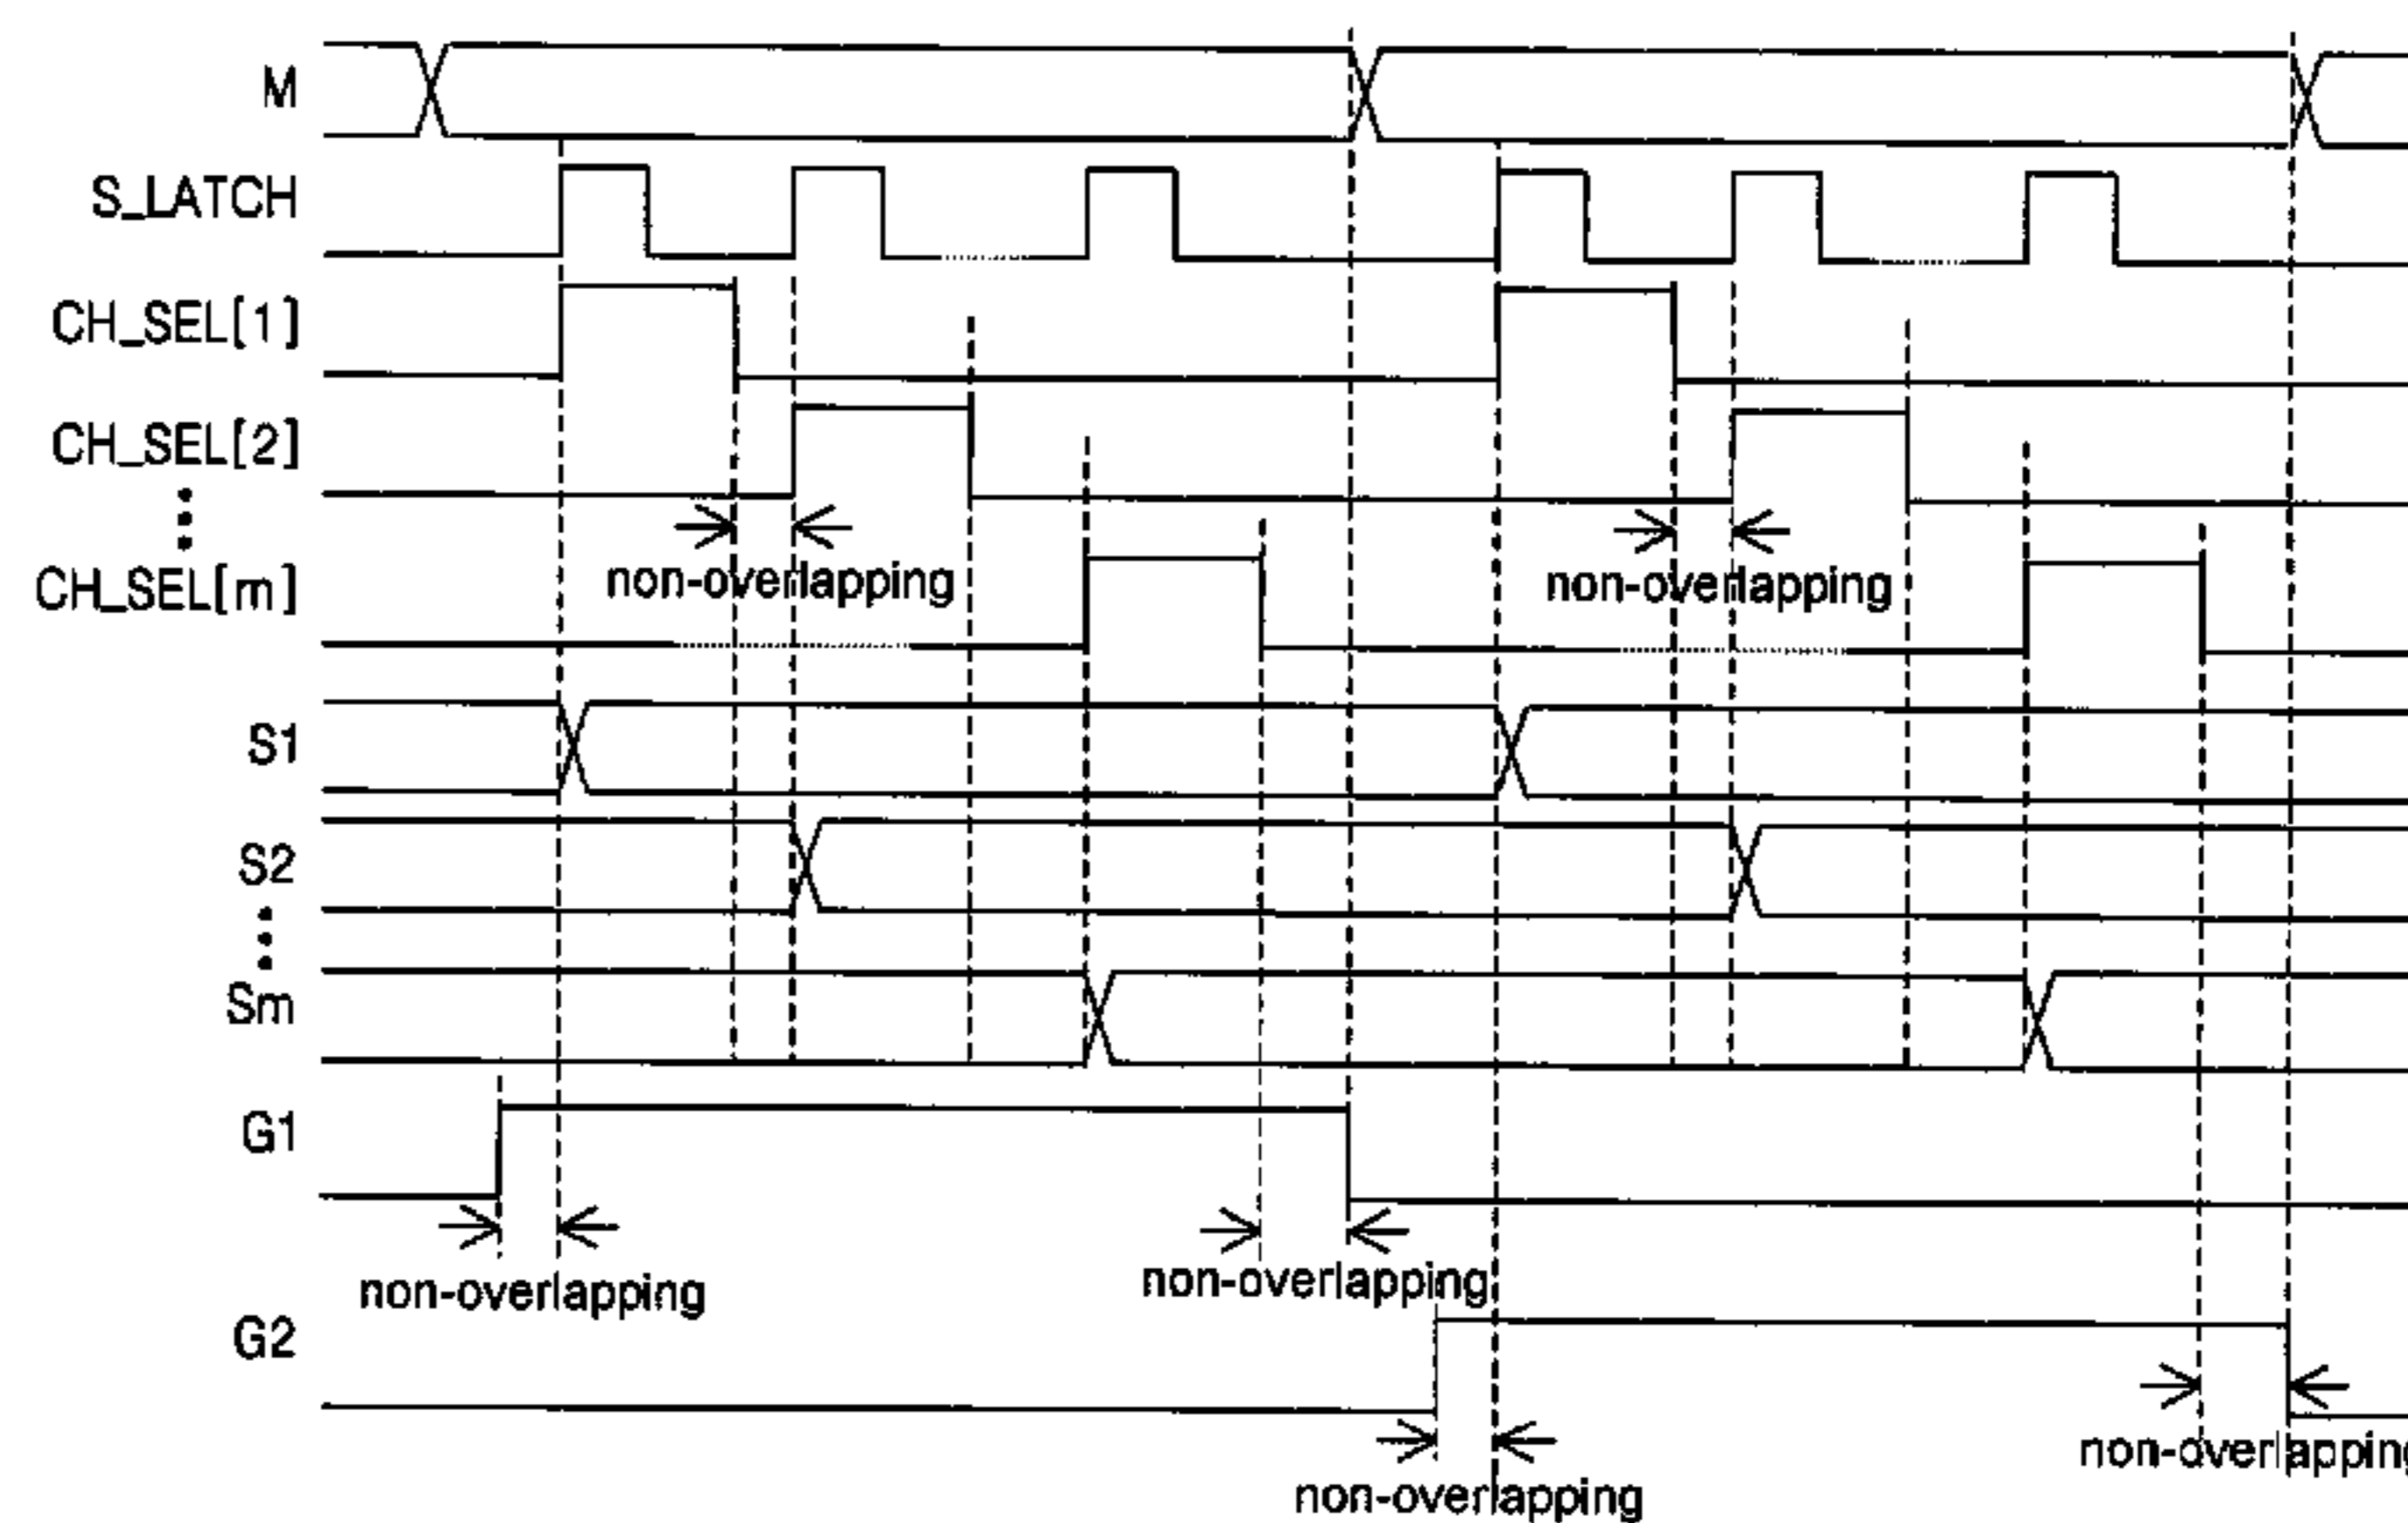 M
S_LATCH
CH_SEL[1]
CH_SEL[2]
non-overlapping
non-overlapping
CH_SEL[m]
S1
S2
Sm
G1
non-overlapping
non-overlapping
G2
non-overlapping
non-overlapping